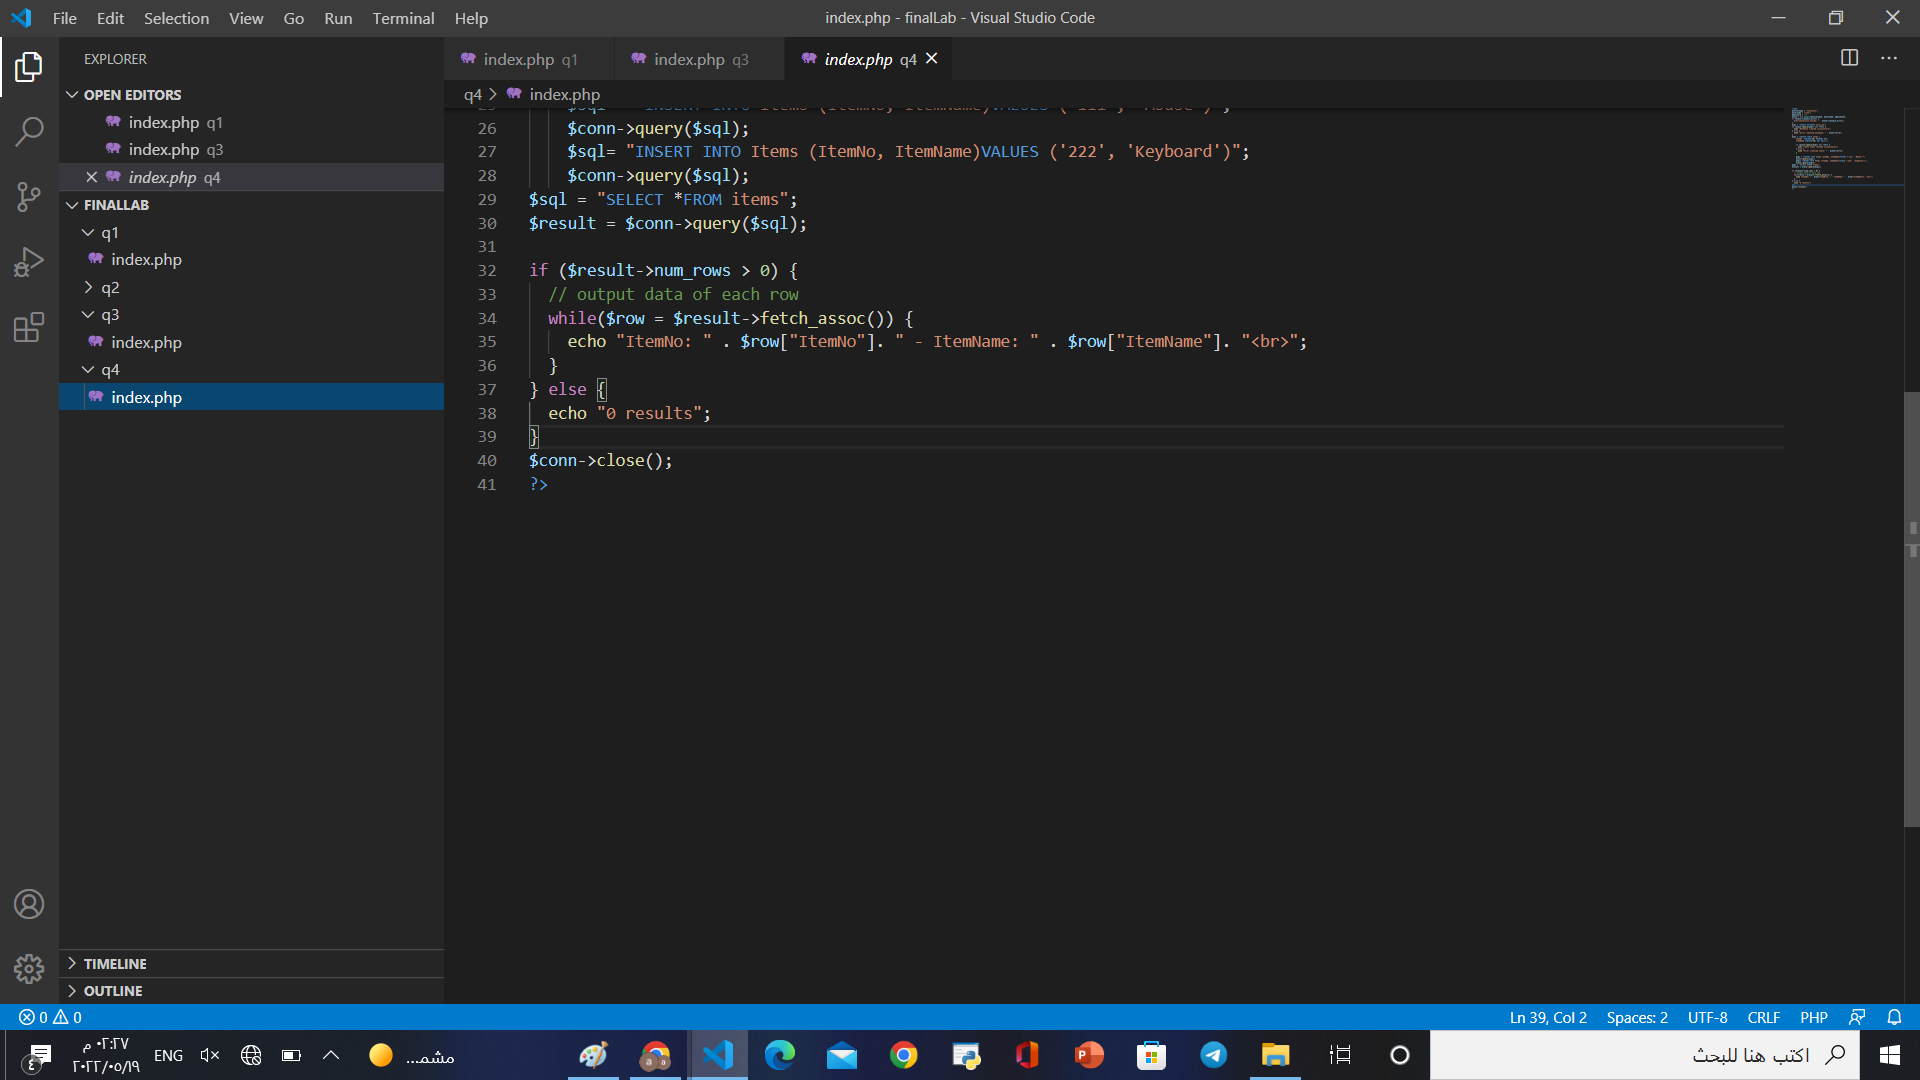 File Edit Selection View Go Run Terminal Help
index.php - finalLab - Visual Studio Code
EXPLORER
OPEN EDITORS
index.php q1
index.php q3
index.php q4
FINALLAB
q1
index.php
q2
q3
index.php
q4
index.php
TIMELINE
OUTLINE
index.php q1 index.php q3 index.php q4
q4 > index.php
26 $conn->query($sql);
27 $sql= "INSERT INTO Items (ItemNo, ItemName)VALUES ('222', 'Keyboard')";
28 $conn->query($sql);
29 $sql = "SELECT *FROM items";
30 $result = $conn->query($sql);
31
32 if ($result->num_rows > 0) {
33 // output data of each row
34 while($row = $result->fetch_assoc()) {
35 echo "ItemNo: " . $row["ItemNo"]. " - ItemName: " . $row["ItemName"]. "<br>";
36 }
37 } else {
38 echo "0 results";
39 }
40 $conn->close();
41 ?>
0 0
Ln 39, Col 2 Spaces: 2 UTF-8 CRLF PHP
٤
٠٢:٢٧ م
٢٠٢٢/٠٥/١٩
ENG
مشمـ...
اكتب هنا للبحث